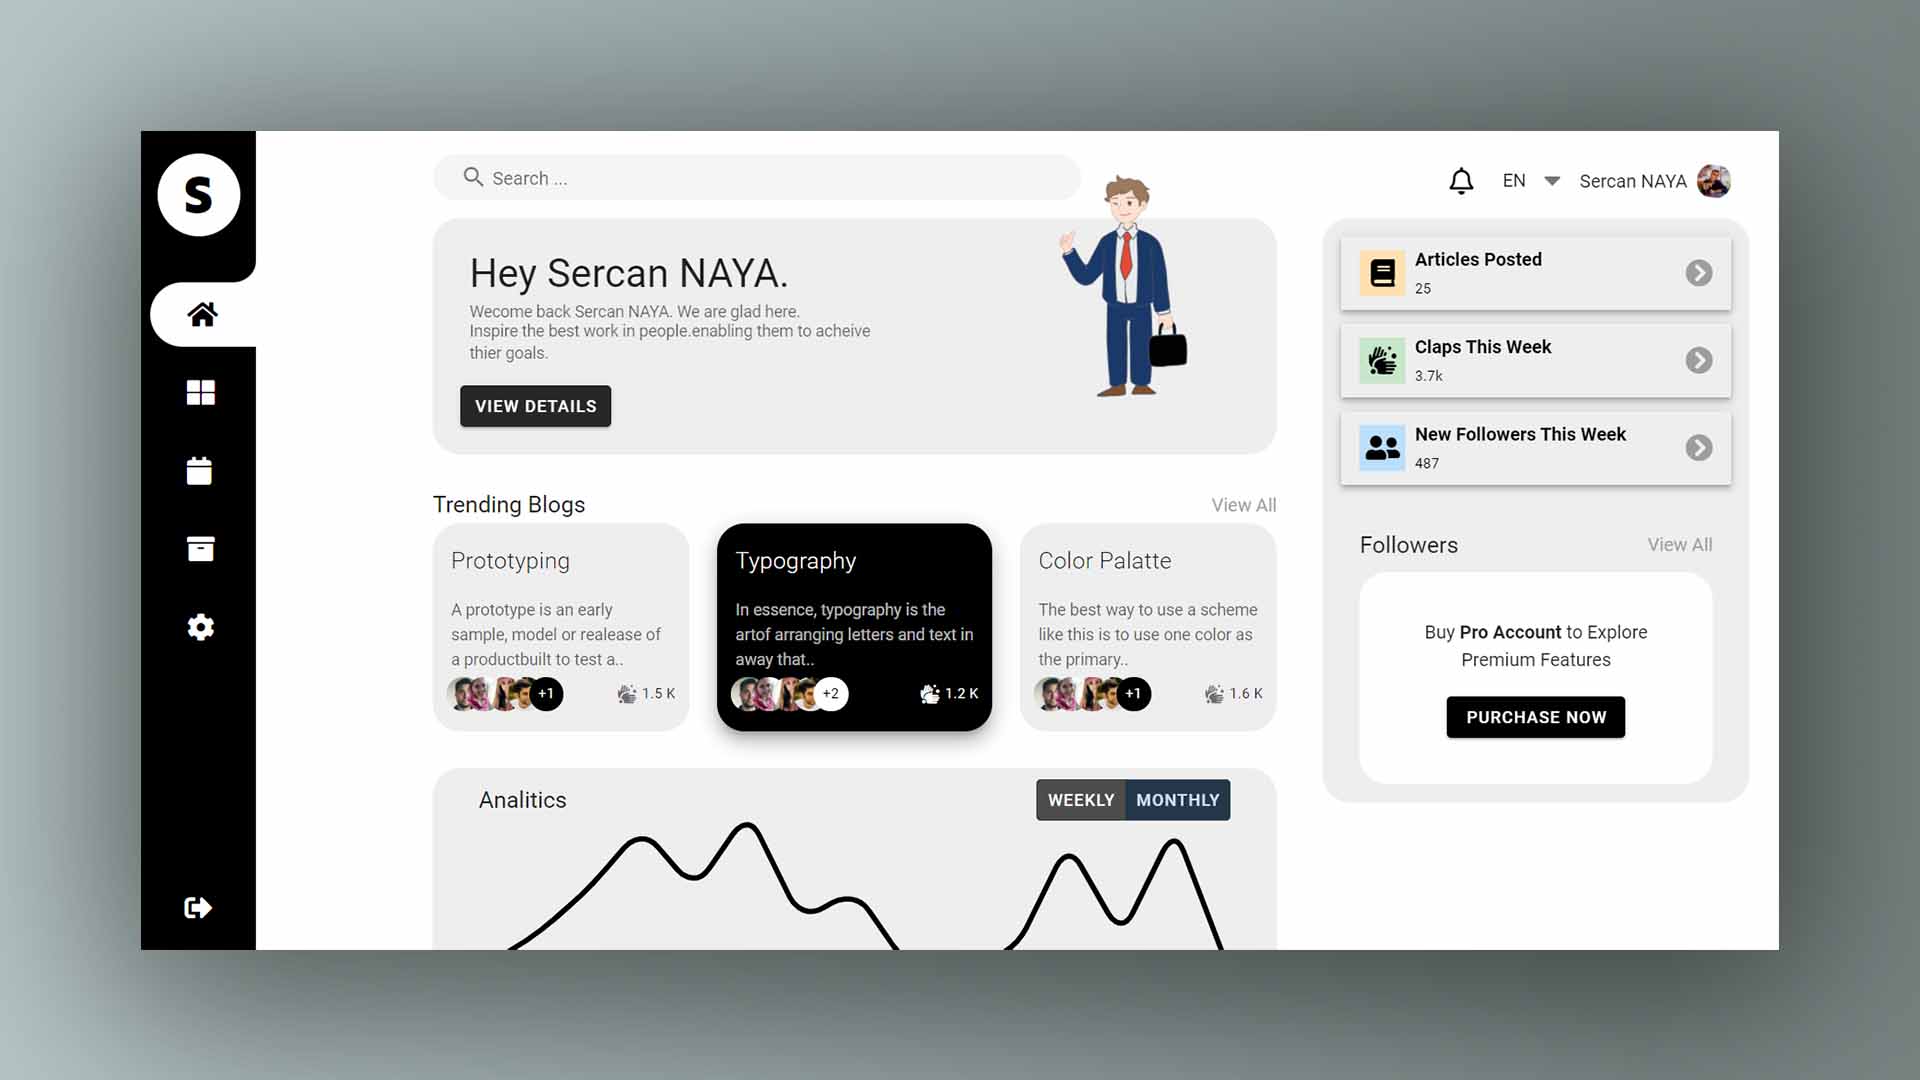 S
Search ...
EN
Sercan NAYA
Hey Sercan NAYA.
Wecome back Sercan NAYA. We are glad here.
Inspire the best work in people.enabling them to acheive
thier goals.
VIEW DETAILS
Trending Blogs
View All
Prototyping
A prototype is an early
sample, model or realease of
a productbuilt to test a..
+1
1.5 K
Typography
In essence, typography is the
artof arranging letters and text in
away that..
+2
1.2 K
Color Palatte
The best way to use a scheme
like this is to use one color as
the primary..
+1
1.6 K
Analitics
WEEKLY
MONTHLY
Articles Posted
25
Claps This Week
3.7k
New Followers This Week
487
Followers
View All
Buy Pro Account to Explore
Premium Features
PURCHASE NOW